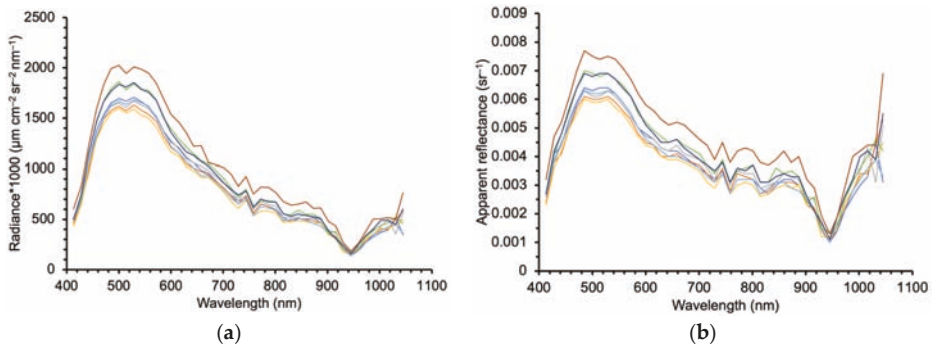 2500
2000
1500
1000
500
0
400 500 600 700 800 900 1000 1100
Radiance*1000 (µm cm⁻² sr⁻² nm⁻¹)
Wavelength (nm)
(a)
0.009
0.008
0.007
0.006
0.005
0.004
0.003
0.002
0.001
0
400 500 600 700 800 900 1000 1100
Apparent reflectance (sr⁻¹)
Wavelength (nm)
(b)